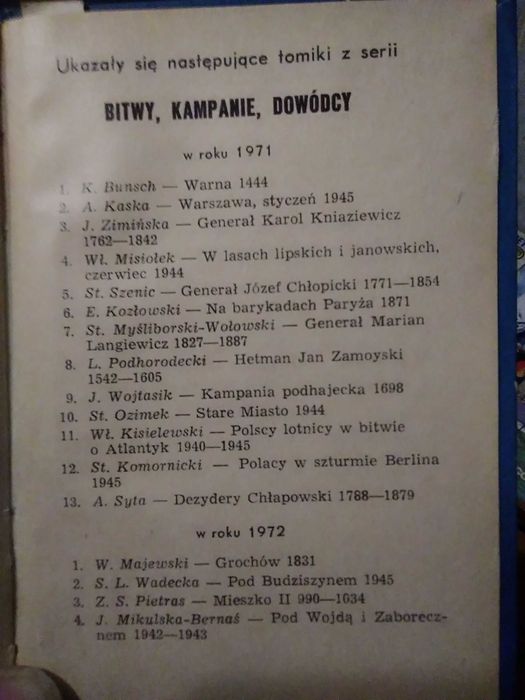 Ukazały się następujące tomiki z serii
BITWY, KAMPANIE, DOWÓDCY
w roku 1971
1. K. Bunsch — Warna 1444
2. A. Kaska — Warszawa, styczeń 1945
3. J. Zimińska — Generał Karol Kniaziewicz
1762—1842
4. Wł. Misiołek — W lasach lipskich i janowskich,
czerwiec 1944
5. St. Szenic — Generał Józef Chłopicki 1771—1854
6. E. Kozłowski — Na barykadach Paryża 1871
7. St. Myśliborski-Wołowski — Generał Marian
Langiewicz 1827—1887
8. L. Podhorodecki — Hetman Jan Zamoyski
1542—1605
9. J. Wojtasik — Kampania podhajecka 1698
10. St. Ozimek — Stare Miasto 1944
11. Wł. Kisielewski — Polscy lotnicy w bitwie
o Atlantyk 1940—1945
12. St. Komornicki — Polacy w szturmie Berlina
1945
13. A. Syta — Dezydery Chłapowski 1788—1879
w roku 1972
1. W. Majewski — Grochów 1831
2. S. L. Wadecka — Pod Budziszynem 1945
3. Z. S. Pietras — Mieszko II 990—1034
4. J. Mikulska-Bernaś — Pod Wojdą i Zaborecz-
nem 1942—1943